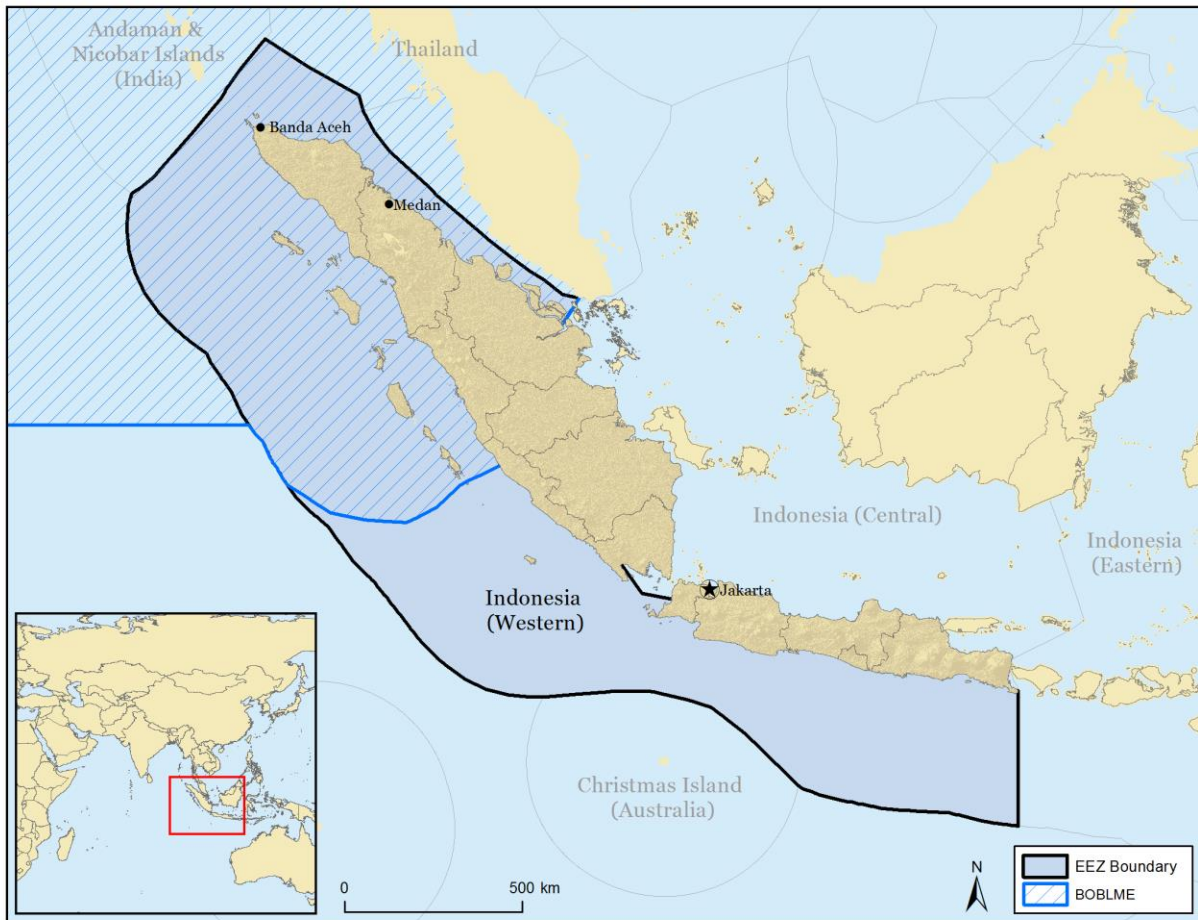 Andaman &
Nicobar Islands
(India)
Thailand
Banda Aceh
Medan
Indonesia (Central)
Indonesia
(Eastern)
Jakarta
Indonesia
(Western)
Christmas Island
(Australia)
0 500 km
N
EEZ Boundary
BOBLME